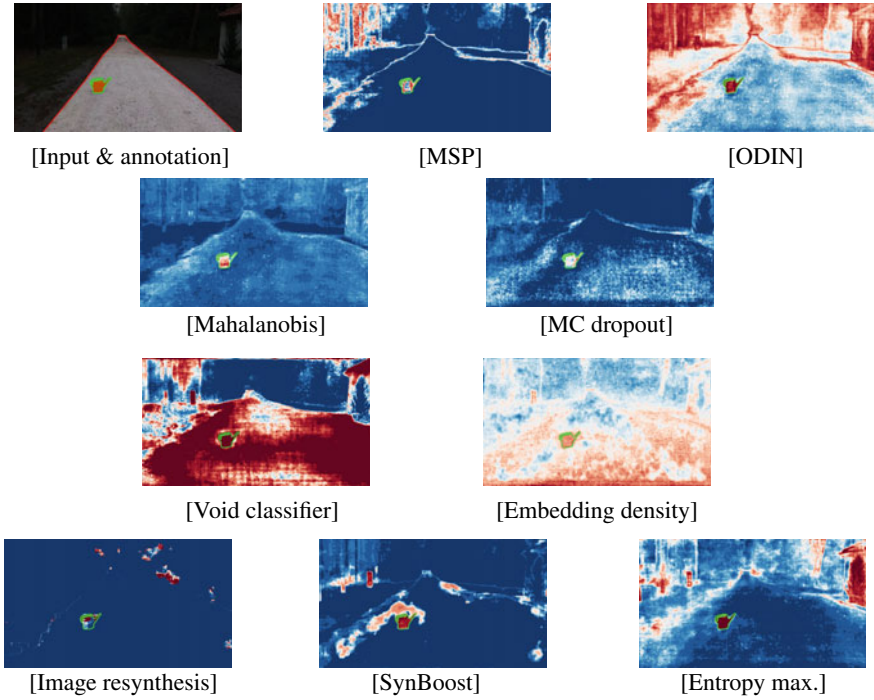 [Input & annotation]
[MSP]
[ODIN]
[Mahalanobis]
[MC dropout]
[Void classifier]
[Embedding density]
[Image resynthesis]
[SynBoost]
[Entropy max.]